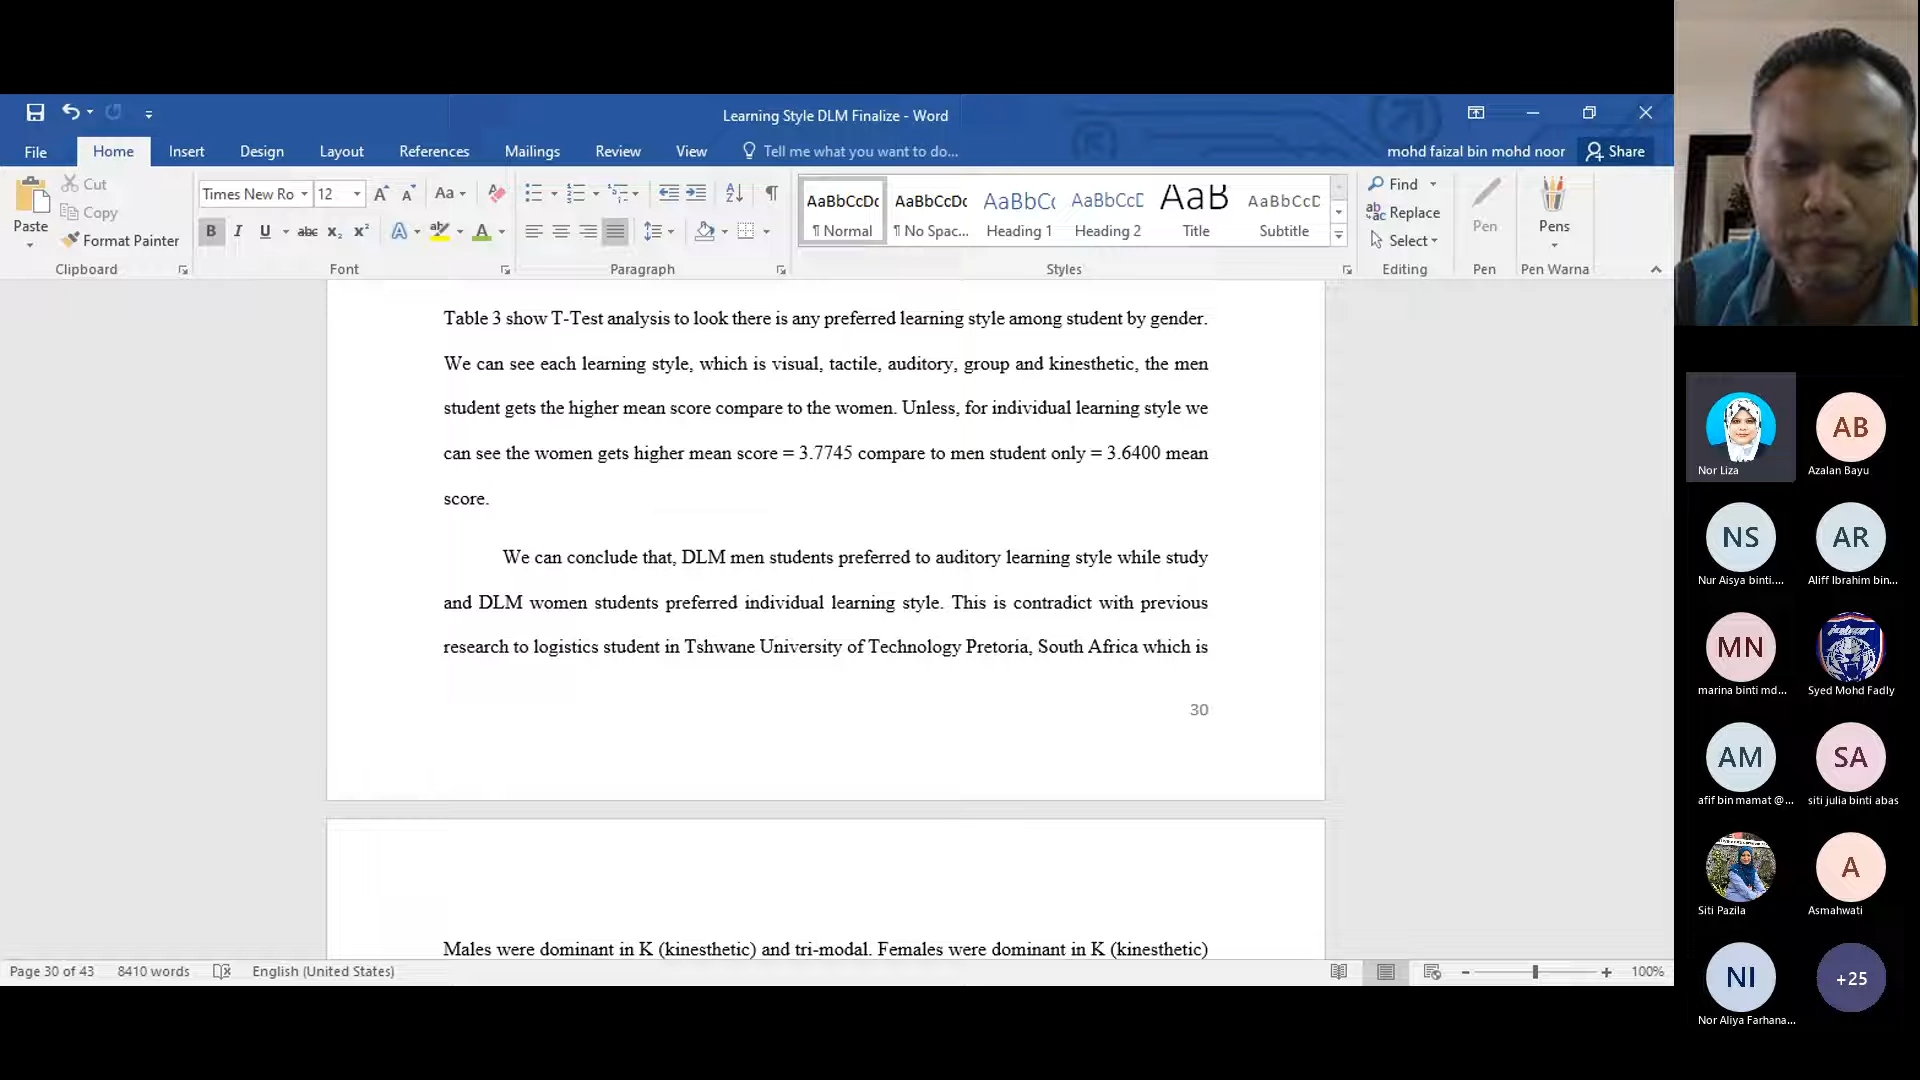 Learning Style DLM Finalize - Word
File
Home
Insert
Design
Layout
References
Mailings
Review
View
Tell me what you want to do...
mohd faizal bin mohd noor
Share
Paste
Cut
Copy
Format Painter
Clipboard
Times New Ro
12
Aa
B I U abc x₂ x²
Font
Paragraph
AaBbCcDc
¶ Normal
AaBbCcDc
¶ No Spac...
AaBbCc
Heading 1
AaBbCcD
Heading 2
AaB
Title
AaBbCcD
Subtitle
Styles
Find
Replace
Select
Editing
Pen
Pen
Pens
Pen Warna
Table 3 show T-Test analysis to look there is any preferred learning style among student by gender.
We can see each learning style, which is visual, tactile, auditory, group and kinesthetic, the men
student gets the higher mean score compare to the women. Unless, for individual learning style we
can see the women gets higher mean score = 3.7745 compare to men student only = 3.6400 mean
score.
We can conclude that, DLM men students preferred to auditory learning style while study
and DLM women students preferred individual learning style. This is contradict with previous
research to logistics student in Tshwane University of Technology Pretoria, South Africa which is
30
Males were dominant in K (kinesthetic) and tri-modal. Females were dominant in K (kinesthetic)
Page 30 of 43
8410 words
English (United States)
100%
Nor Liza
AB
Azalan Bayu
NS
Nur Aisya binti....
AR
Aliff Ibrahim bin...
MN
marina binti md...
Syed Mohd Fadly
AM
afif bin mamat @...
SA
siti julia binti abas
Siti Pazila
A
Asmahwati
NI
Nor Aliya Farhana...
+25